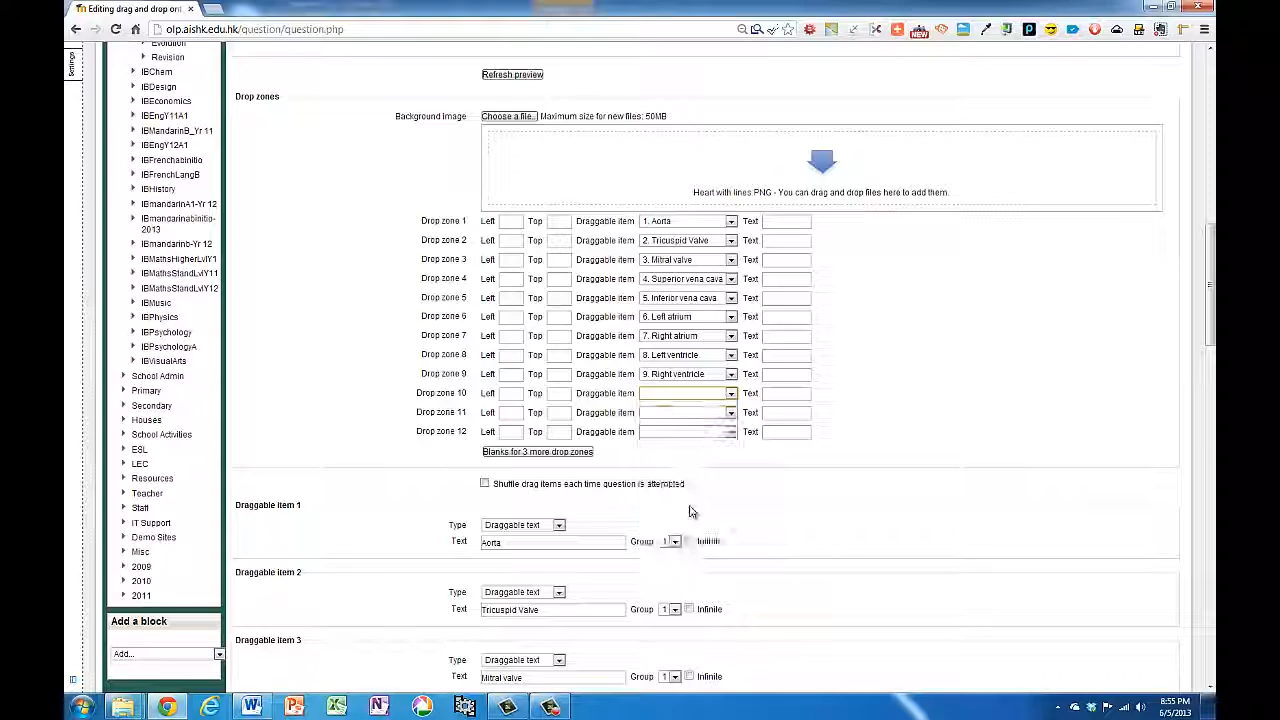 Editing drag and drop ont
olp.aishk.edu.hk/question/question.php
Settings
Evolution
Revision
IBChem
IBDesign
IBEconomics
IBEngY11A1
IBMandarinB_Yr 11
IBEngY12A1
IBFrenchabinitio
IBFrenchLangB
IBHistory
IBmandarinA1-Yr 12
IBmandarinabinitio-
2013
IBmandarinb-Yr 12
IBMathsHigherLvlY1
IBMathsStandLvlY11
IBMathsStandLvlY12
IBMusic
IBPhysics
IBPsychology
IBPsychologyA
IBVisualArts
School Admin
Primary
Secondary
Houses
School Activities
ESL
LEC
Resources
Teacher
Staff
IT Support
Demo Sites
Misc
2009
2010
2011
Add a block
Add...
Refresh preview
Drop zones
Background image Choose a file... Maximum size for new files: 50MB
Heart with lines PNG - You can drag and drop files here to add them.
Drop zone 1 Left Top Draggable item 1. Aorta Text
Drop zone 2 Left Top Draggable item 2. Tricuspid Valve Text
Drop zone 3 Left Top Draggable item 3. Mitral valve Text
Drop zone 4 Left Top Draggable item 4. Superior vena cava Text
Drop zone 5 Left Top Draggable item 5. Inferior vena cava Text
Drop zone 6 Left Top Draggable item 6. Left atrium Text
Drop zone 7 Left Top Draggable item 7. Right atrium Text
Drop zone 8 Left Top Draggable item 8. Left ventricle Text
Drop zone 9 Left Top Draggable item 9. Right ventricle Text
Drop zone 10 Left Top Draggable item Text
Drop zone 11 Left Top Draggable item Text
Drop zone 12 Left Top Draggable item Text
Blanks for 3 more drop zones
Shuffle drag items each time question is attempted
Draggable item 1
Type Draggable text
Text Aorta Group 1 Infinite
Draggable item 2
Type Draggable text
Text Tricuspid Valve Group 1 Infinite
Draggable item 3
Type Draggable text
Text Mitral valve Group 1 Infinite
8:55 PM
6/5/2013